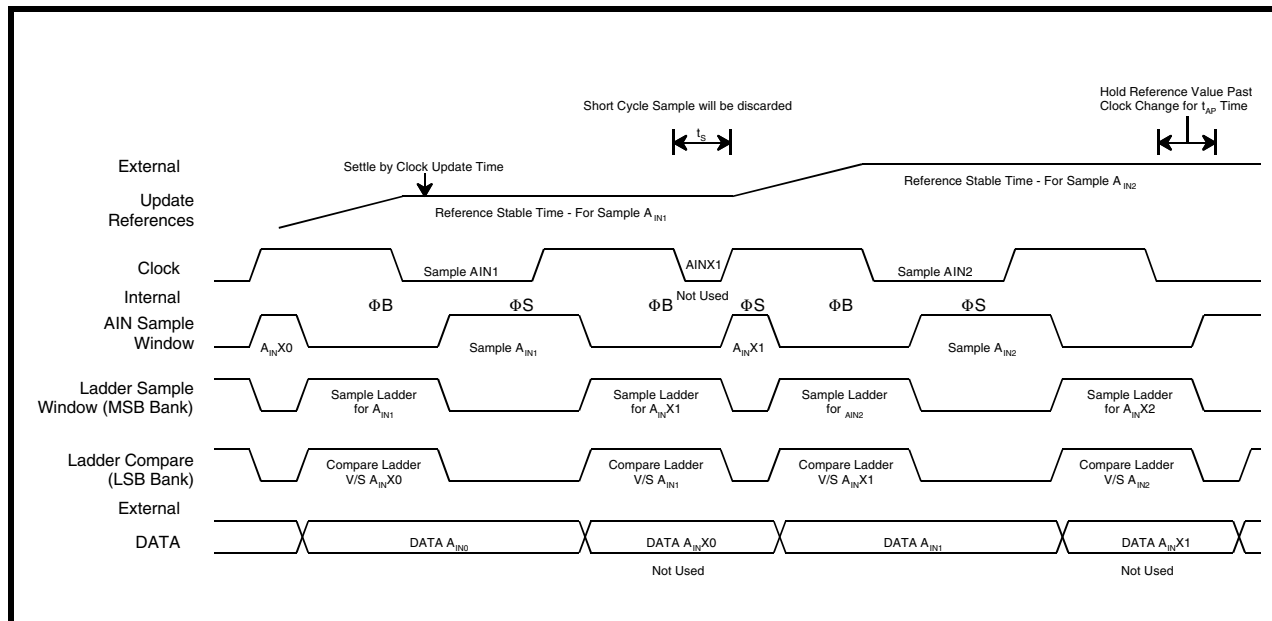 Hold Reference Value Past
Clock Change for tAP Time
Short Cycle Sample will be discarded
tS
External
Settle by Clock Update Time
Reference Stable Time - For Sample AIN2
Update
References
Reference Stable Time - For Sample AIN1
Clock
Sample AIN1
AINX1
Sample AIN2
Internal
Not Used
ΦB
ΦS
ΦB
ΦS
ΦB
ΦS
AIN Sample
Window
AINX0
Sample AIN1
AINX1
Sample AIN2
Ladder Sample
Window (MSB Bank)
Sample Ladder
for AIN1
Sample Ladder
for AINX1
Sample Ladder
for AIN2
Sample Ladder
for AINX2
Ladder Compare
(LSB Bank)
Compare Ladder
V/S AINX0
Compare Ladder
V/S AIN1
Compare Ladder
V/S AINX1
Compare Ladder
V/S AIN2
External
DATA
DATA AIN0
DATA AINX0
DATA AIN1
DATA AINX1
Not Used
Not Used